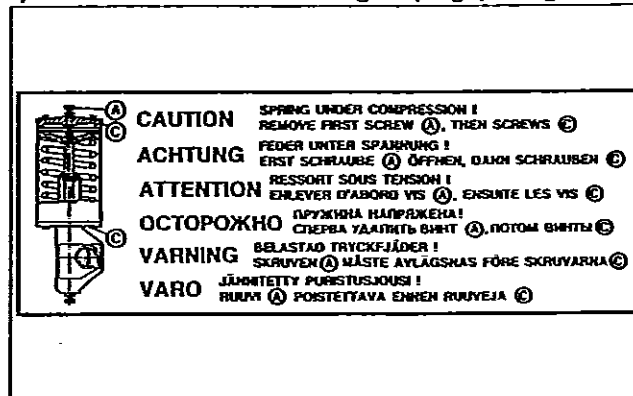 Ⓐ
Ⓒ
CAUTION SPRING UNDER COMPRESSION !
REMOVE FIRST SCREW Ⓐ, THEN SCREWS Ⓒ
ACHTUNG FEDER UNTER SPANNUNG !
ERST SCHRAUBE Ⓐ ÖFFNEN, DANN SCHRAUBEN Ⓒ
ATTENTION RESSORT SOUS TENSION !
ENLEVER D'ABORD VIS Ⓐ, ENSUITE LES VIS Ⓒ
ОСТОРОЖНО ПРУЖИНА НАПРЯЖЕНА!
СПЕРВА УДАЛИТЬ ВИНТ Ⓐ, ПОТОМ ВИНТЫ Ⓒ
Ⓒ
VARNING BELASTAD TRYCKFJÄDER !
SKRUVEN Ⓐ MÅSTE AVLÄGSNAS FÖRE SKRUVARNA Ⓒ
VARO JÄNNITETTY PURISTUSJOUSI !
RUUVI Ⓐ POISTETTAVA ENNEN RUUVEJA Ⓒ